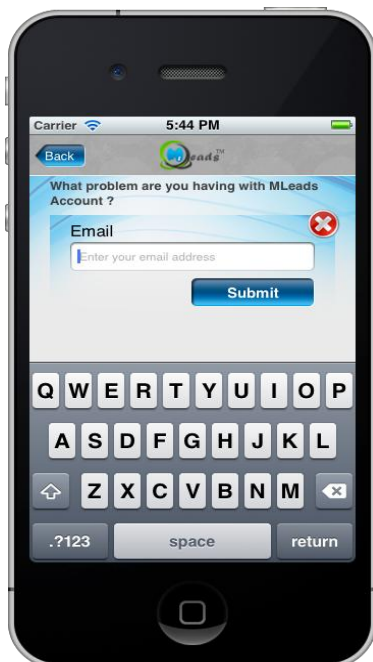 Carrier 5:44 PM
Back MLeads™
What problem are you having with MLeads
Account ?
Email
Enter your email address
Submit
Q W E R T Y U I O P
A S D F G H J K L
Z X C V B N M
.?123 space return